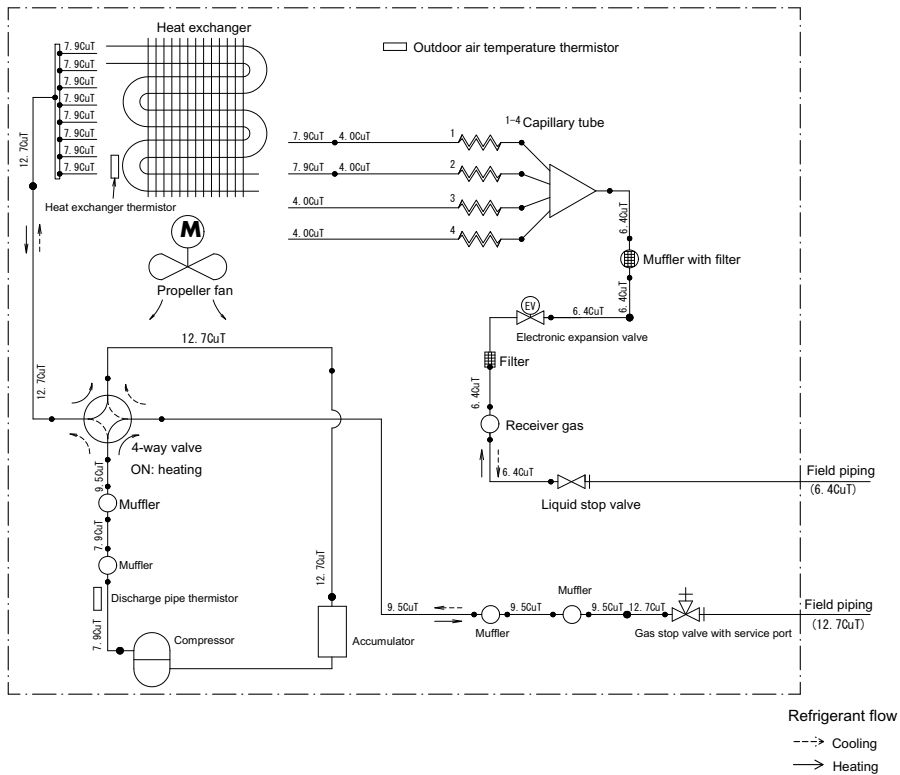 Heat exchanger
7.9CuT
7.9CuT
7.9CuT
7.9CuT
7.9CuT
7.9CuT
7.9CuT
7.9CuT
12.7CuT
Heat exchanger thermistor
Outdoor air temperature thermistor
1-4 Capillary tube
7.9CuT 4.0CuT 1
7.9CuT 4.0CuT 2
4.0CuT 3
4.0CuT 4
6.4CuT
Muffler with filter
6.4CuT
M
Propeller fan
EV
6.4CuT
Electronic expansion valve
Filter
6.4CuT
Receiver gas
6.4CuT
Liquid stop valve
Field piping
(6.4CuT)
12.7CuT
12.7CuT
4-way valve
ON: heating
9.5CuT
Muffler
7.9CuT
Muffler
Discharge pipe thermistor
7.9CuT
Compressor
12.7CuT
Accumulator
9.5CuT
Muffler
9.5CuT
Muffler
9.5CuT
12.7CuT
Gas stop valve with service port
Field piping
(12.7CuT)
Refrigerant flow
Cooling
Heating